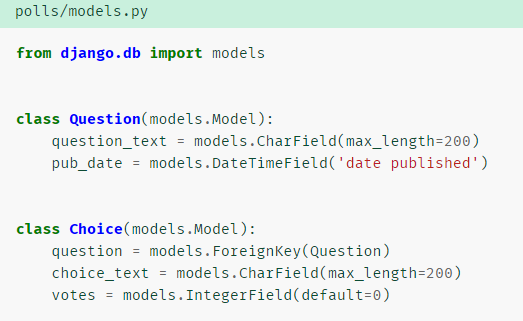 polls/models.py
from django.db import models
class Question(models.Model):
    question_text = models.CharField(max_length=200)
    pub_date = models.DateTimeField('date published')
class Choice(models.Model):
    question = models.ForeignKey(Question)
    choice_text = models.CharField(max_length=200)
    votes = models.IntegerField(default=0)